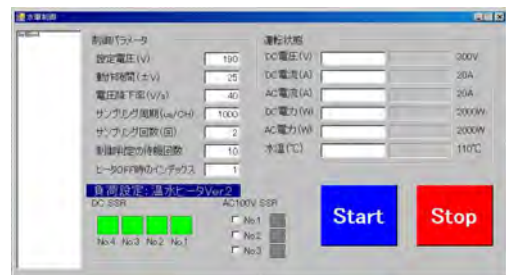 水車制御
制御パラメータ
設定電圧(V) 190
動作時間(±V) 25
電圧降下率(V/s) 40
サンプリング周期(us/CH) 1000
サンプリング回数(回) 2
制御判定の待機回数 10
ヒータOFF時のインデックス 1
運転状態
DC電圧(V) 300V
DC電流(A) 20A
AC電流(A) 20A
DC電力(W) 2000W
AC電力(W) 2000W
水温(℃) 110℃
負荷設定:温水ヒータVer2
DC SSR
No.4 No.3 No.2 No.1
AC100V SSR
No.1
No.2
No.3
Start
Stop